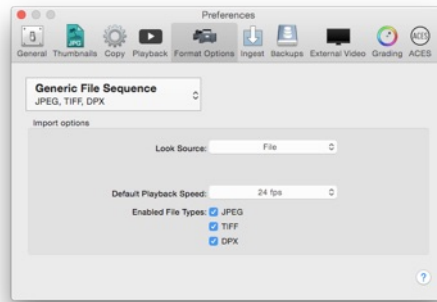 Preferences
General Thumbnails Copy Playback Format Options Ingest Backups External Video Grading ACES
Generic File Sequence
JPEG, TIFF, DPX
Import options
Look Source: File
Default Playback Speed: 24 fps
Enabled File Types: JPEG
TIFF
DPX
?